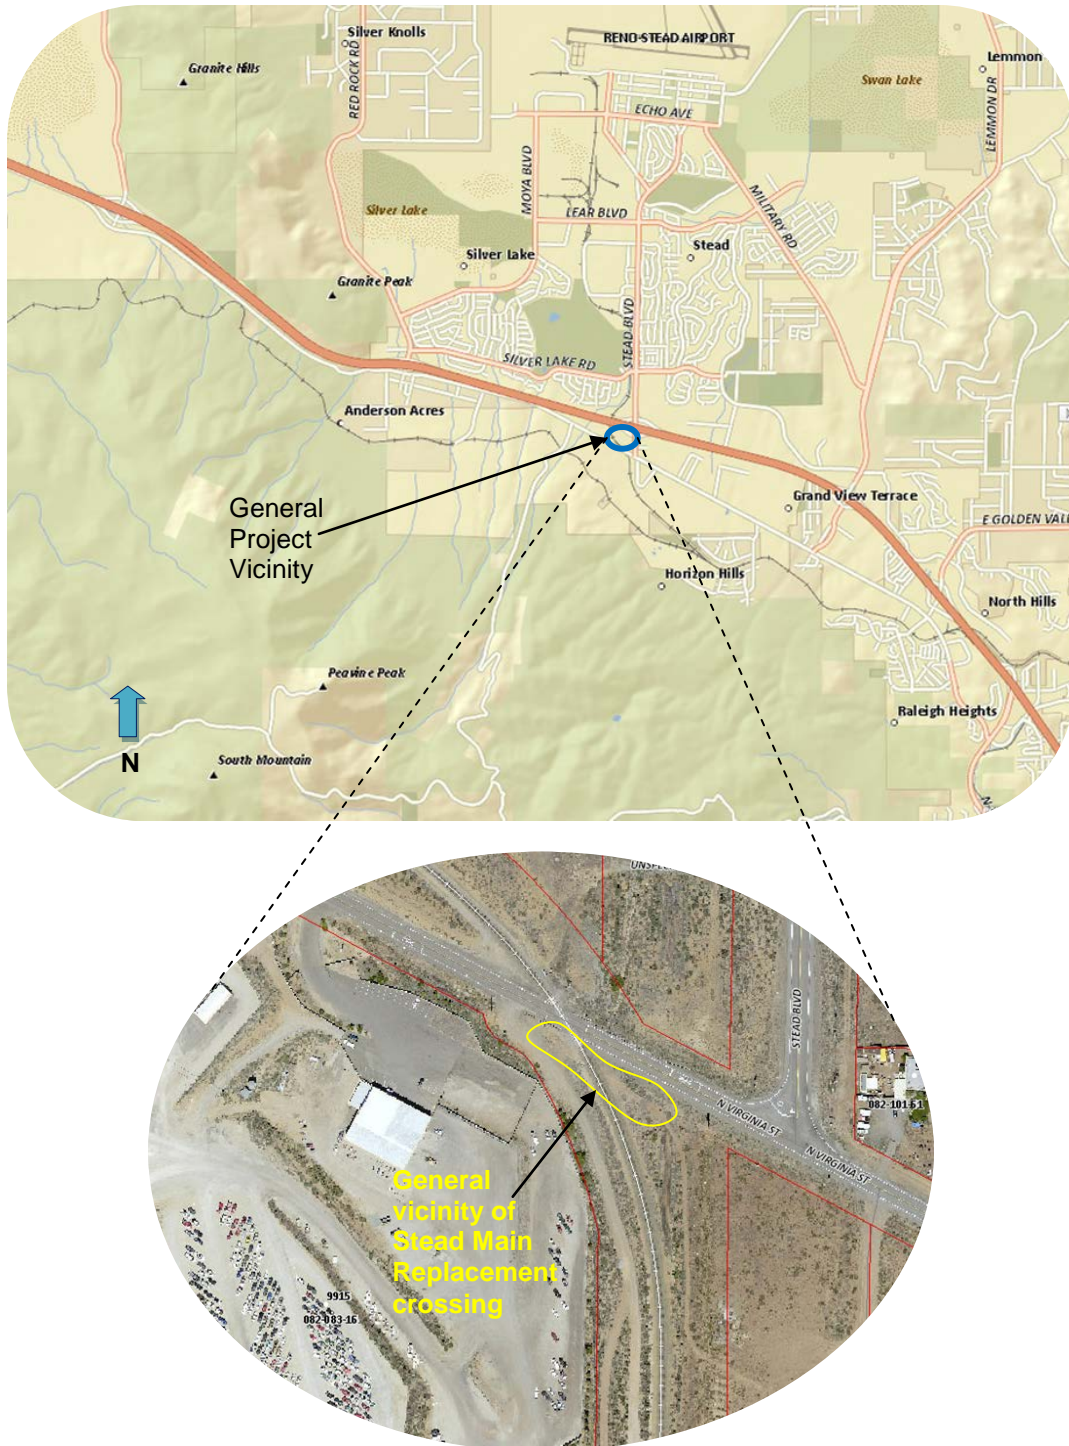 Silver Knolls
RENO-STEAD AIRPORT
Lemmon
Granite Hills
RED ROCK RD
Swan Lake
ECHO AVE
LEMMON DR
MOYA BLVD
MILITARY RD
Silver Lake
LEAR BLVD
Stead
Silver Lake
Granite Peak
STEAD BLVD
SILVER LAKE RD
Anderson Acres
General
Project
Vicinity
Grand View Terrace
E GOLDEN VALL
Horizon Hills
North Hills
Peavine Peak
Raleigh Heights
N
South Mountain
STEAD BLVD
082-101-61
N VIRGINIA ST
N VIRGINIA ST
General
vicinity of
Stead Main
Replacement
crossing
9915
082-083-16